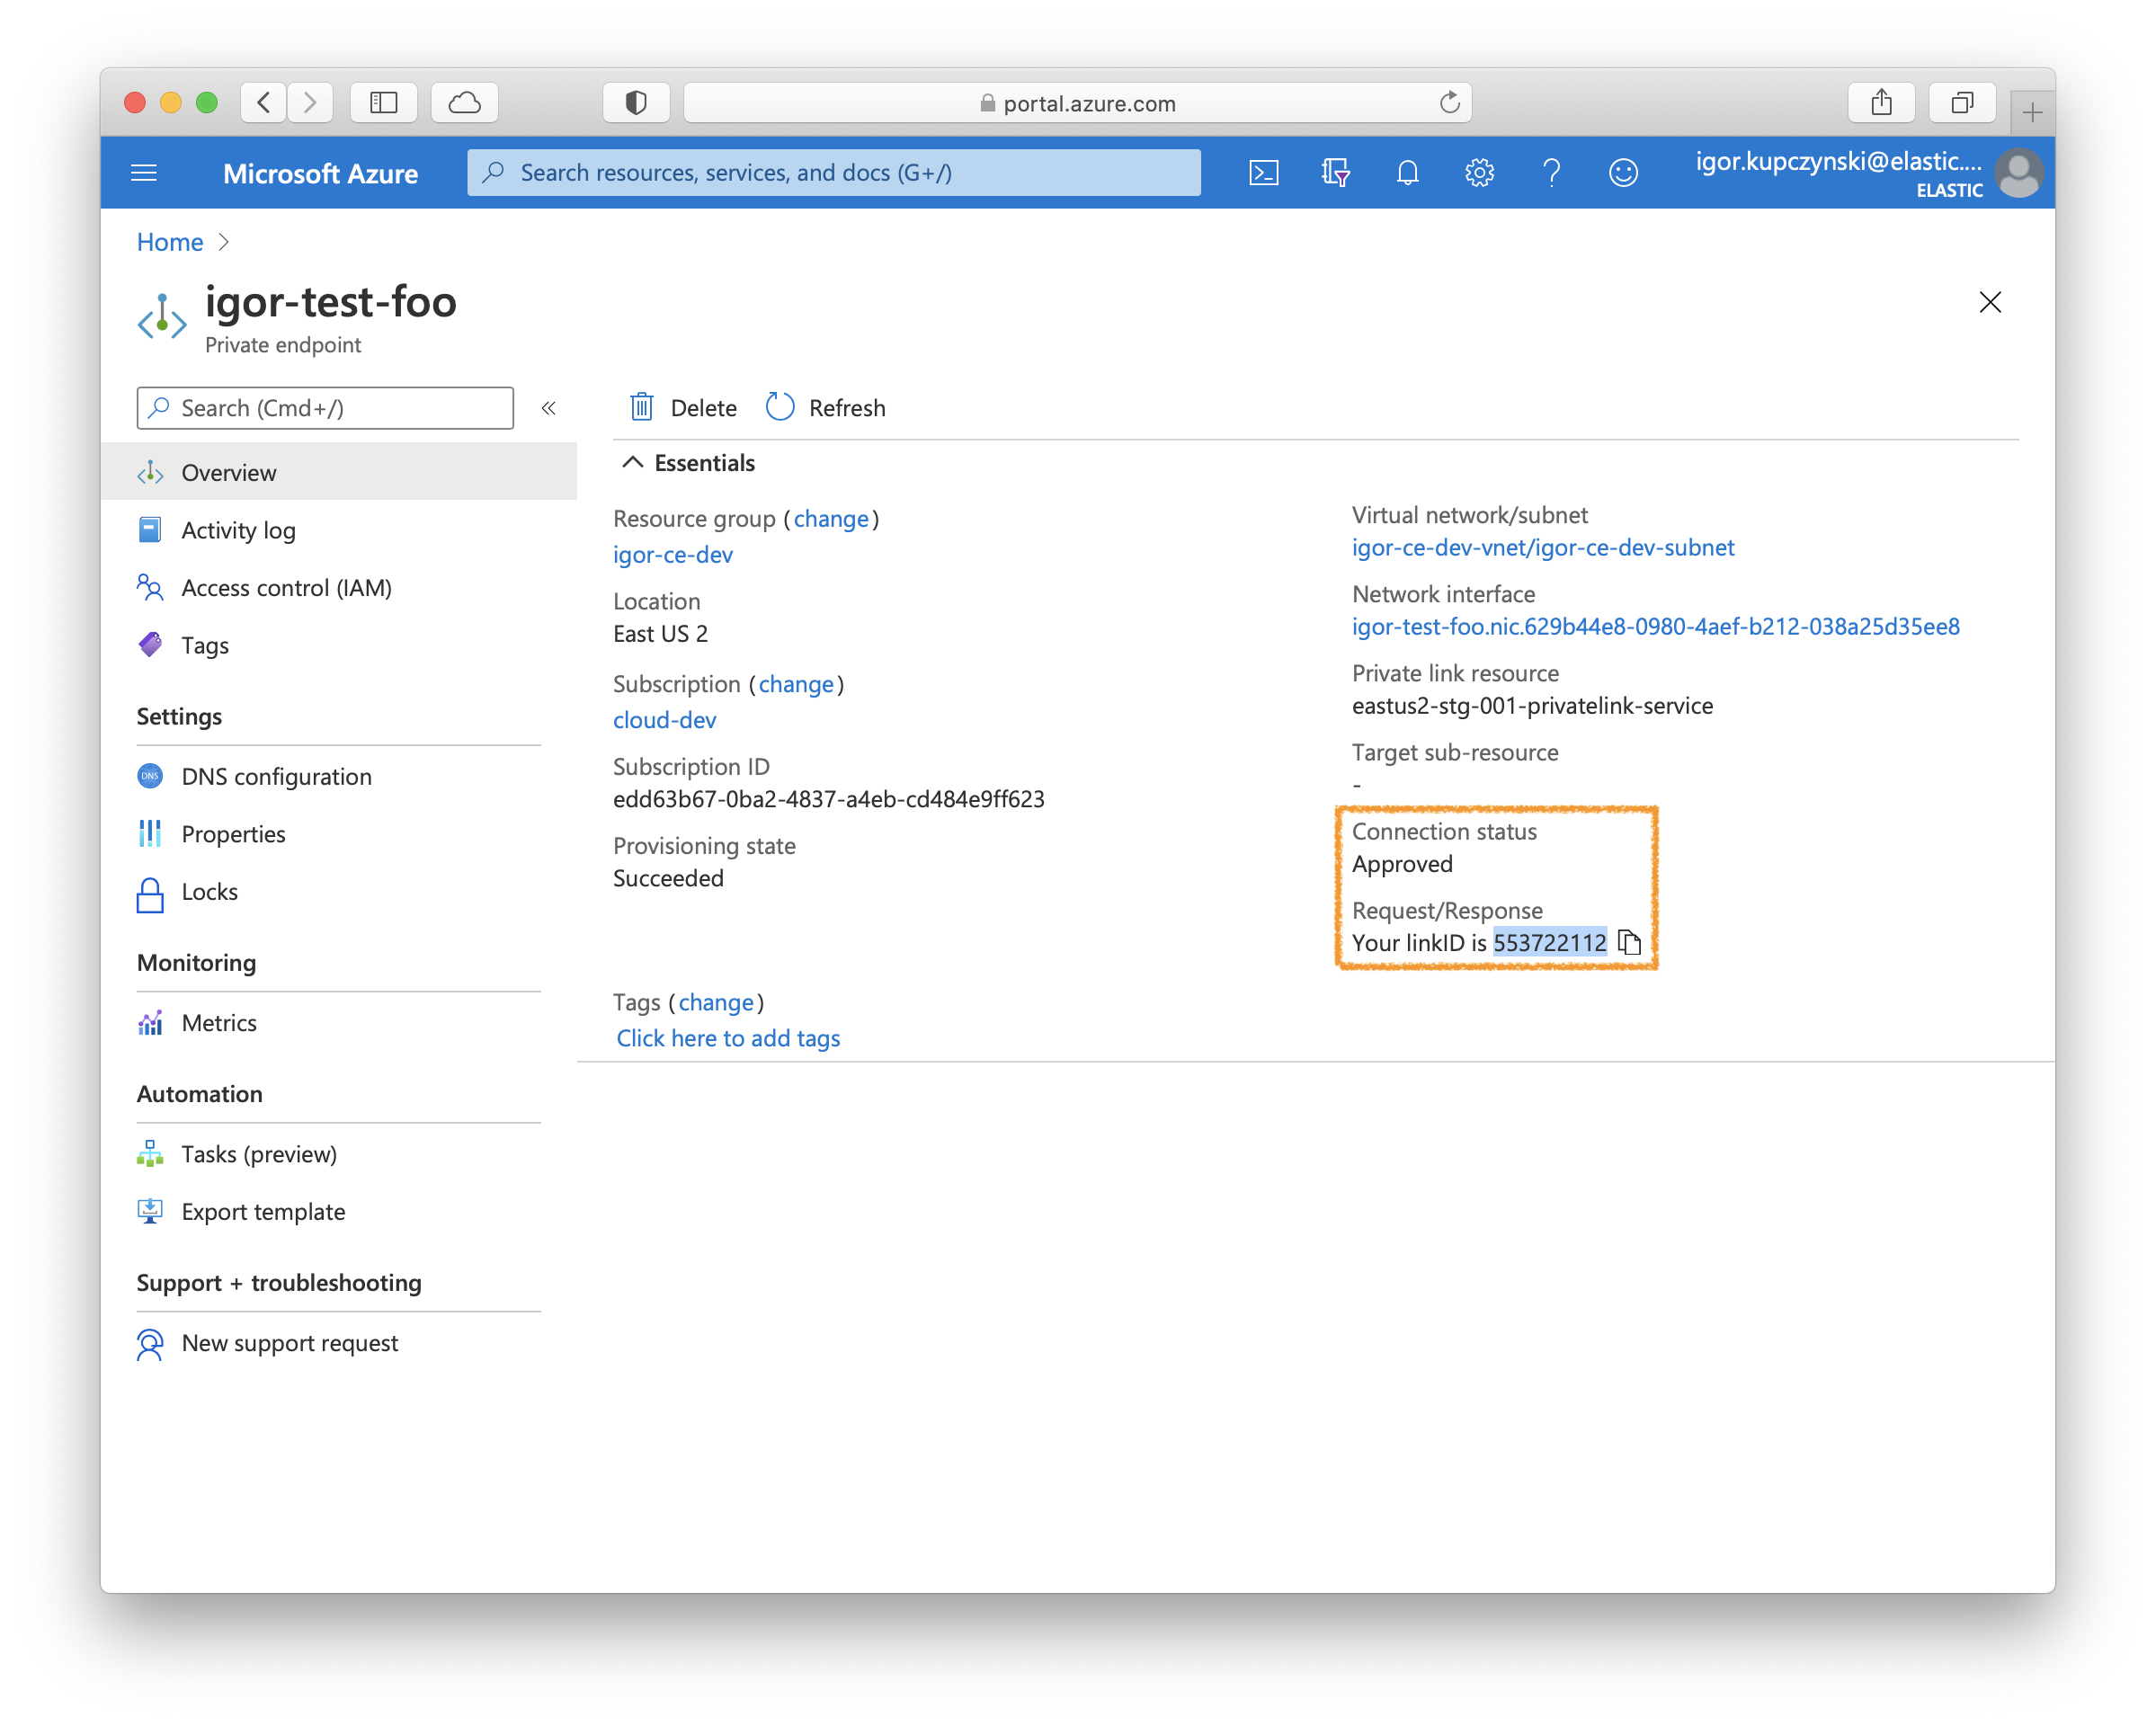 portal.azure.com
Microsoft Azure
Search resources, services, and docs (G+/)
igor.kupczynski@elastic....
ELASTIC
Home
igor-test-foo
Private endpoint
Search (Cmd+/)
«
Delete
Refresh
Overview
Activity log
Access control (IAM)
Tags
Settings
DNS
DNS configuration
Properties
Locks
Monitoring
Metrics
Automation
Tasks (preview)
Export template
Support + troubleshooting
New support request
Essentials
Resource group (change)
igor-ce-dev
Location
East US 2
Subscription (change)
cloud-dev
Subscription ID
edd63b67-0ba2-4837-a4eb-cd484e9ff623
Provisioning state
Succeeded
Virtual network/subnet
igor-ce-dev-vnet/igor-ce-dev-subnet
Network interface
igor-test-foo.nic.629b44e8-0980-4aef-b212-038a25d35ee8
Private link resource
eastus2-stg-001-privatelink-service
Target sub-resource
-
Connection status
Approved
Request/Response
Your linkID is 553722112
Tags (change)
Click here to add tags